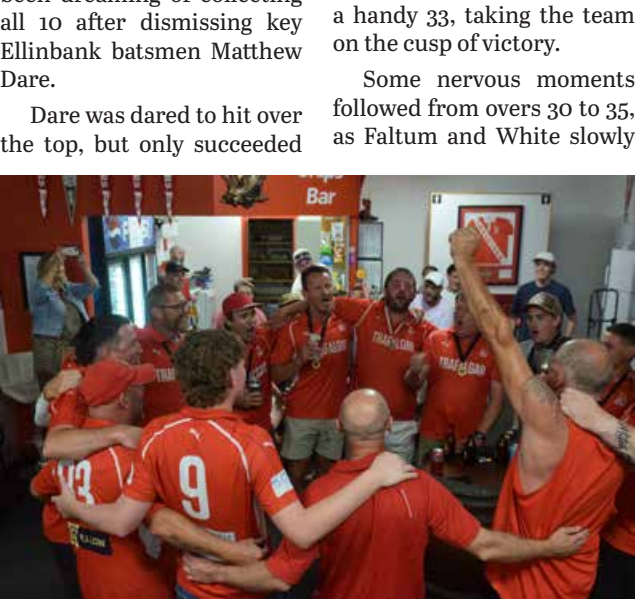 been dreaming of collecting
all 10 after dismissing key
Ellinbank batsmen Matthew
Dare.
Dare was dared to hit over
the top, but only succeeded
a handy 33, taking the team
on the cusp of victory.
Some nervous moments
followed from overs 30 to 35,
as Faltum and White slowly
Bar
TRAFALGAR
TRAFALGAR
9